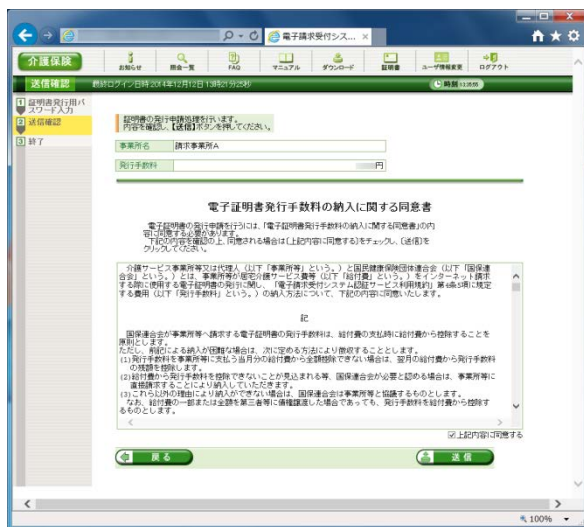 電子請求受付シス... ×
介護保険
お知らせ 照会一覧 FAQ マニュアル ダウンロード 証明書 ユーザ情報変更 ログアウト
送信確認 最終ログイン日時 2014年12月12日 13時21分25秒 時刻
1 証明書発行用パスワード入力
2 送信確認
3 終了
証明書の発行申請処理を行います。
内容を確認し、【送信】ボタンを押してください。
事業所名 請求事業所A
発行手数料 円
電子証明書発行手数料の納入に関する同意書
電子証明書の発行申請を行うには、「電子証明書発行手数料の納入に関する同意書」の内
容に同意する必要があります。
下記の内容を確認の上、同意される場合は[上記内容に同意する]をチェックし、[送信]を
クリックしてください。
介護サービス事業所等又は代理人(以下「事業所等」という。)と国民健康保険団体連合会(以下「国保連
合会」という。)とは、事業所等が居宅介護サービス費等(以下「給付費」という。)をインターネット請求
する際に使用する電子証明書の発行に関し、「電子請求受付システム認証サービス利用規約」第6条5項に規定
する費用(以下「発行手数料」という。)の納入方法について、下記の内容に同意いたします。
記
国保連合会が事業所等へ請求する電子証明書の発行手数料は、給付費の支払時に給付費から控除することを
原則とします。
ただし、前記による納入が困難な場合は、次に定める方法により徴収することとします。
(1)発行手数料を事業所等に支払う当月分の給付費から全額控除できない場合は、翌月の給付費から発行手数料
の残額を控除します。
(2)給付費から発行手数料を控除できないことが見込まれる等、国保連合会が必要と認める場合は、事業所等に
直接請求することにより納入していただきます。
(3)これら以外の理由により納入ができない場合は、国保連合会は事業所等と協議するものとします。
なお、給付費の一部または全額を第三者等に債権譲渡した場合であっても、発行手数料を給付費から控除す
るものとします。
上記内容に同意する
戻る 送信
100%